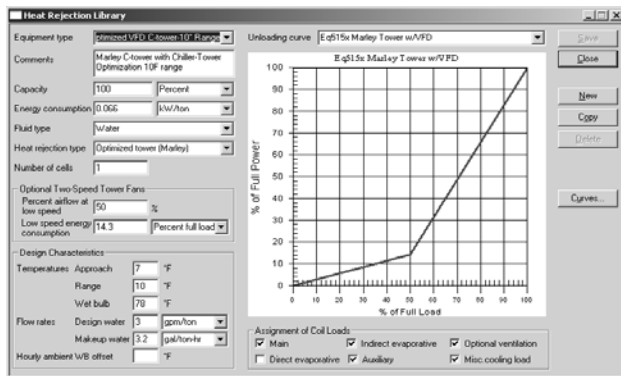 Heat Rejection Library
Equipment type ptimized VFD C-tower-10° Range
Comments Marley C-tower with Chiller-Tower
Optimization 10F range
Capacity 100 Percent
Energy consumption 0.066 kW/ton
Fluid type Water
Heat rejection type Optimized tower (Marley)
Number of cells 1
Optional Two-Speed Tower Fans
Percent airflow at
low speed 50 %
Low speed energy
consumption 14.3 Percent full load
Design Characteristics
Temperatures Approach 7 °F
Range 10 °F
Wet bulb 78 °F
Flow rates Design water 3 gpm/ton
Makeup water 3.2 gal/ton-hr
Hourly ambient WB offset °F
Unloading curve Eq515x Marley Tower w/VFD
Eq515x Marley Tower w/VFD
% of Full Power
100
90
80
70
60
50
40
30
20
10
0
0 10 20 30 40 50 60 70 80 90 100
% of Full Load
Assignment of Coil Loads
Main Indirect evaporative Optional ventilation
Direct evaporative Auxiliary Misc. cooling load
Save
Close
New
Copy
Delete
Curves...